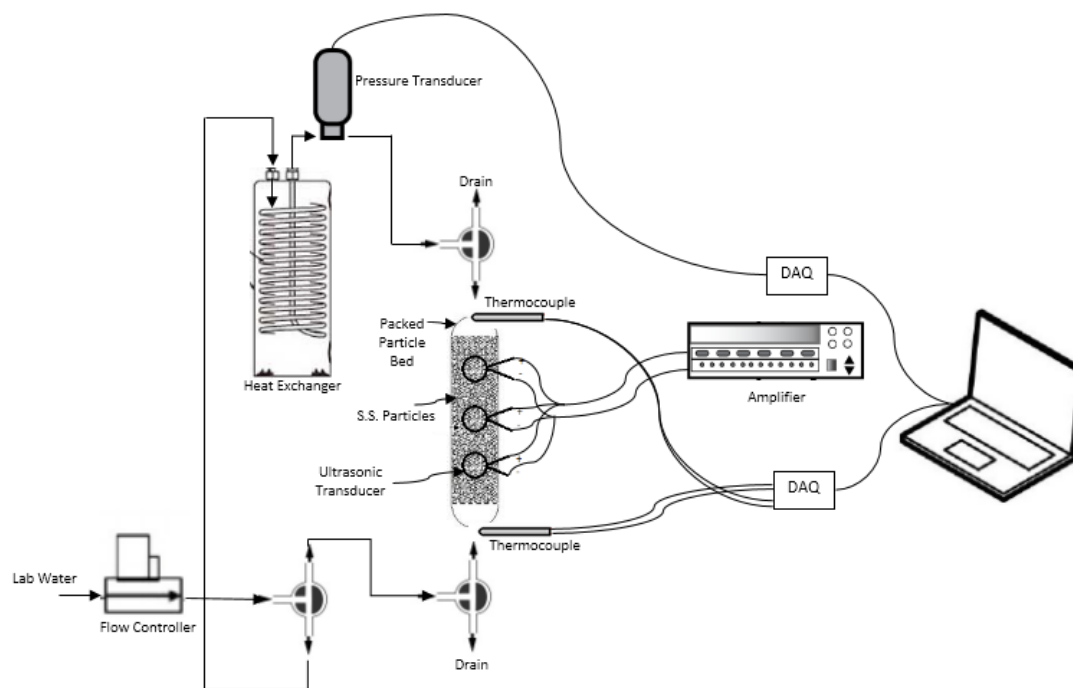 Pressure Transducer
Drain
DAQ
Thermocouple
Packed
Particle
Bed
Heat Exchanger
Amplifier
S.S. Particles
+
-
+
-
+
-
Ultrasonic
Transducer
DAQ
Thermocouple
Lab Water
Flow Controller
Drain